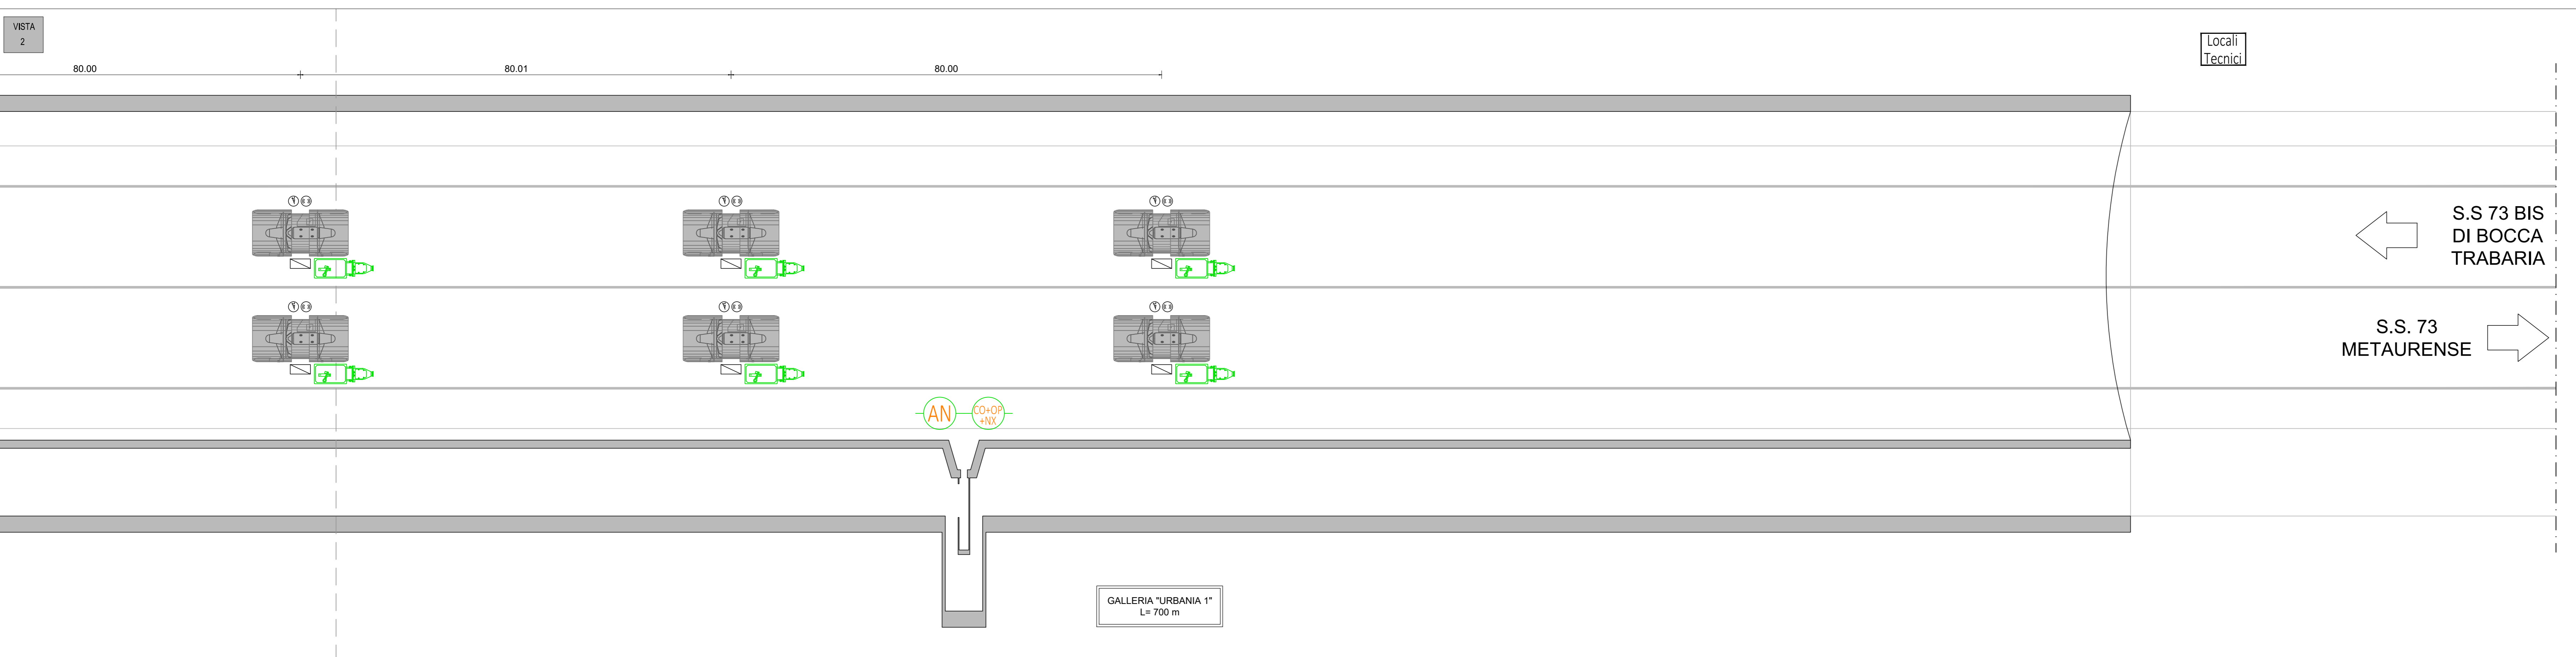 VISTA
2
80.00
80.01
80.00
Locali
Tecnici
S.S 73 BIS
DI BOCCA
TRABARIA
S.S. 73
METAURENSE
AN
CO+OP
+NX
GALLERIA "URBANIA 1"
L= 700 m